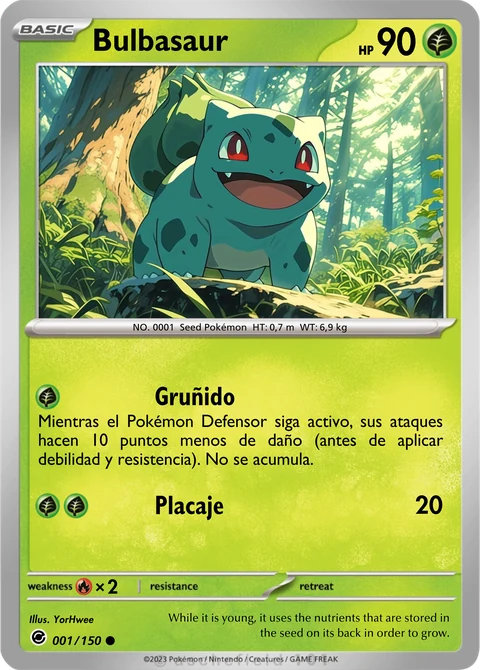 BASIC Bulbasaur HP 90
NO. 0001 Seed Pokémon HT: 0,7 m WT: 6,9 kg
Gruñido
Mientras el Pokémon Defensor siga activo, sus ataques
hacen 10 puntos menos de daño (antes de aplicar
debilidad y resistencia). No se acumula.
Placaje 20
weakness × 2 resistance retreat
Illus. YorHwee
While it is young, it uses the nutrients that are stored in
the seed on its back in order to grow.
001/150
©2023 Pokémon / Nintendo / Creatures / GAME FREAK